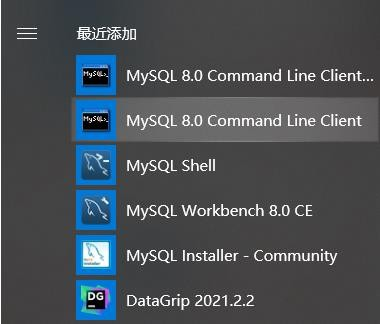 最近添加
MySQL 8.0 Command Line Client...
MySQL 8.0 Command Line Client
MySQL Shell
MySQL Workbench 8.0 CE
MySQL Installer - Community
DataGrip 2021.2.2